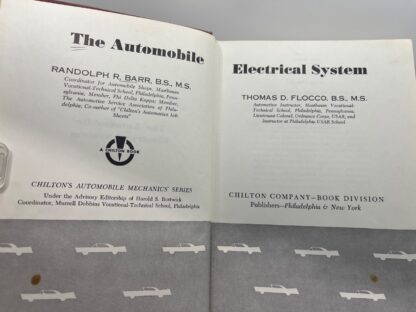 The Automobile
RANDOLPH R. BARR, B.S., M.S.
Coordinator for Automobile Shops, Mastbaum
Vocational-Technical School, Philadelphia, Penn-
sylvania, Member, Phi Delta Kappa; Member,
The Automotive Service Association of Phila-
delphia; Co-author of "Chilton's Automotive Job
Sheets"
A CHILTON BOOK
CHILTON'S AUTOMOBILE MECHANICS' SERIES
Under the Advisory Editorship of Harold S. Bostwick
Coordinator, Murrell Dobbins Vocational-Technical School, Philadelphia
Electrical System
THOMAS D. FLOCCO, B.S., M.S.
Automotive Instructor, Mastbaum Vocational-
Technical School, Philadelphia, Pennsylvania,
Lieutenant Colonel, Ordnance Corps, USAR, and
Instructor at Philadelphia USAR School
CHILTON COMPANY—BOOK DIVISION
Publishers—Philadelphia & New York